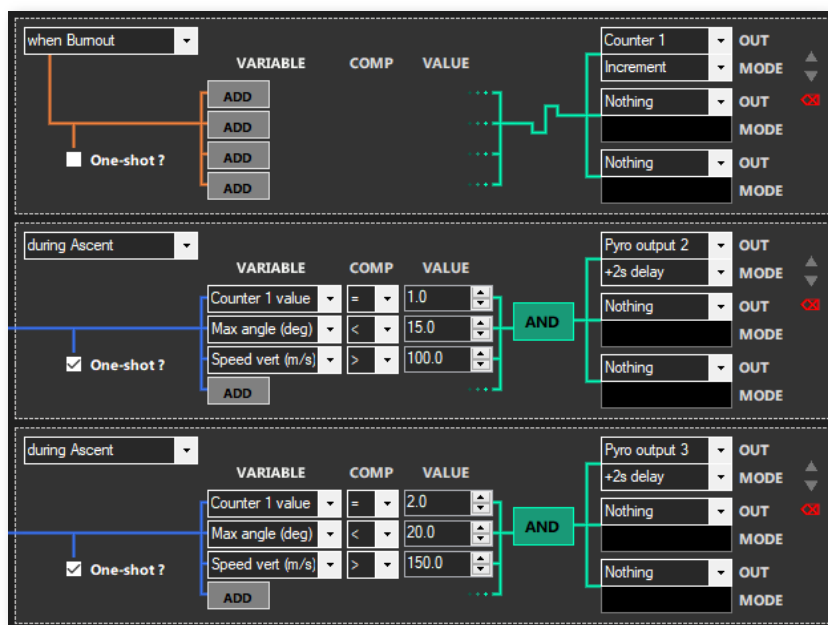 when Burnout
Counter 1 OUT
VARIABLE COMP VALUE
Increment MODE
ADD
Nothing OUT
ADD
MODE
One-shot ?
ADD
Nothing OUT
ADD
MODE
during Ascent
Pyro output 2 OUT
VARIABLE COMP VALUE
+2s delay MODE
Counter 1 value = 1.0
Nothing OUT
Max angle (deg) < 15.0
AND
MODE
One-shot ?
Speed vert (m/s) > 100.0
Nothing OUT
ADD
MODE
during Ascent
Pyro output 3 OUT
VARIABLE COMP VALUE
+2s delay MODE
Counter 1 value = 2.0
Nothing OUT
Max angle (deg) < 20.0
AND
MODE
One-shot ?
Speed vert (m/s) > 150.0
Nothing OUT
ADD
MODE